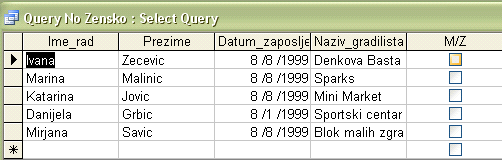 Query No Zensko : Select Query
Ime_rad Prezime Datum_zaposlje Naziv_gradilista M/Z
Ivana Zecevic 8 /8 /1999 Denkova Basta
Marina Malinic 8 /8 /1999 Sparks
Katarina Jovic 8 /8 /1999 Mini Market
Danijela Grbic 8 /1 /1999 Sportski centar
Mirjana Savic 8 /8 /1999 Blok malih zgra